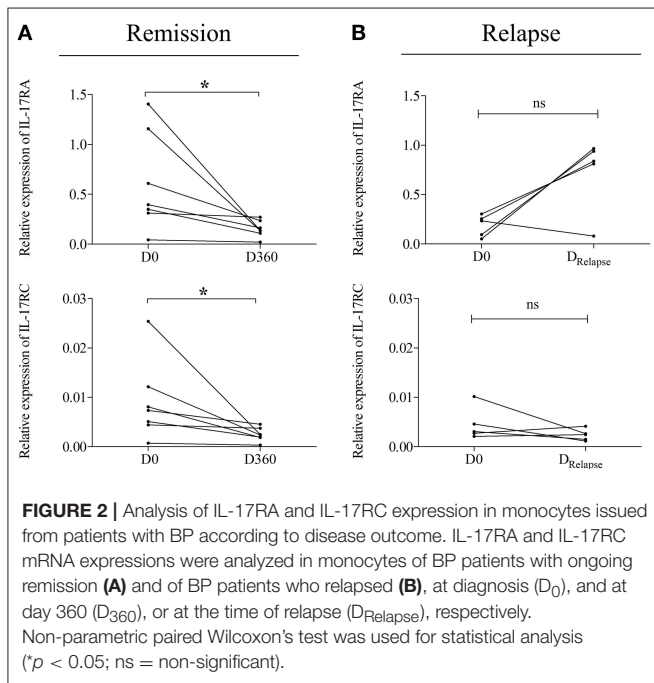 A
Remission
B
Relapse
Relative expression of IL-17RA
1.5
1.0
0.5
0.0
*
D0
D360
Relative expression of IL-17RA
1.5
1.0
0.5
0.0
ns
D0
DRelapse
Relative expression of IL-17RC
0.03
0.02
0.01
0.00
*
D0
D360
Relative expression of IL-17RC
0.03
0.02
0.01
0.00
ns
D0
DRelapse
FIGURE 2 | Analysis of IL-17RA and IL-17RC expression in monocytes issued
from patients with BP according to disease outcome. IL-17RA and IL-17RC
mRNA expressions were analyzed in monocytes of BP patients with ongoing
remission (A) and of BP patients who relapsed (B), at diagnosis (D0), and at
day 360 (D360), or at the time of relapse (DRelapse), respectively.
Non-parametric paired Wilcoxon's test was used for statistical analysis
(*p < 0.05; ns = non-significant).